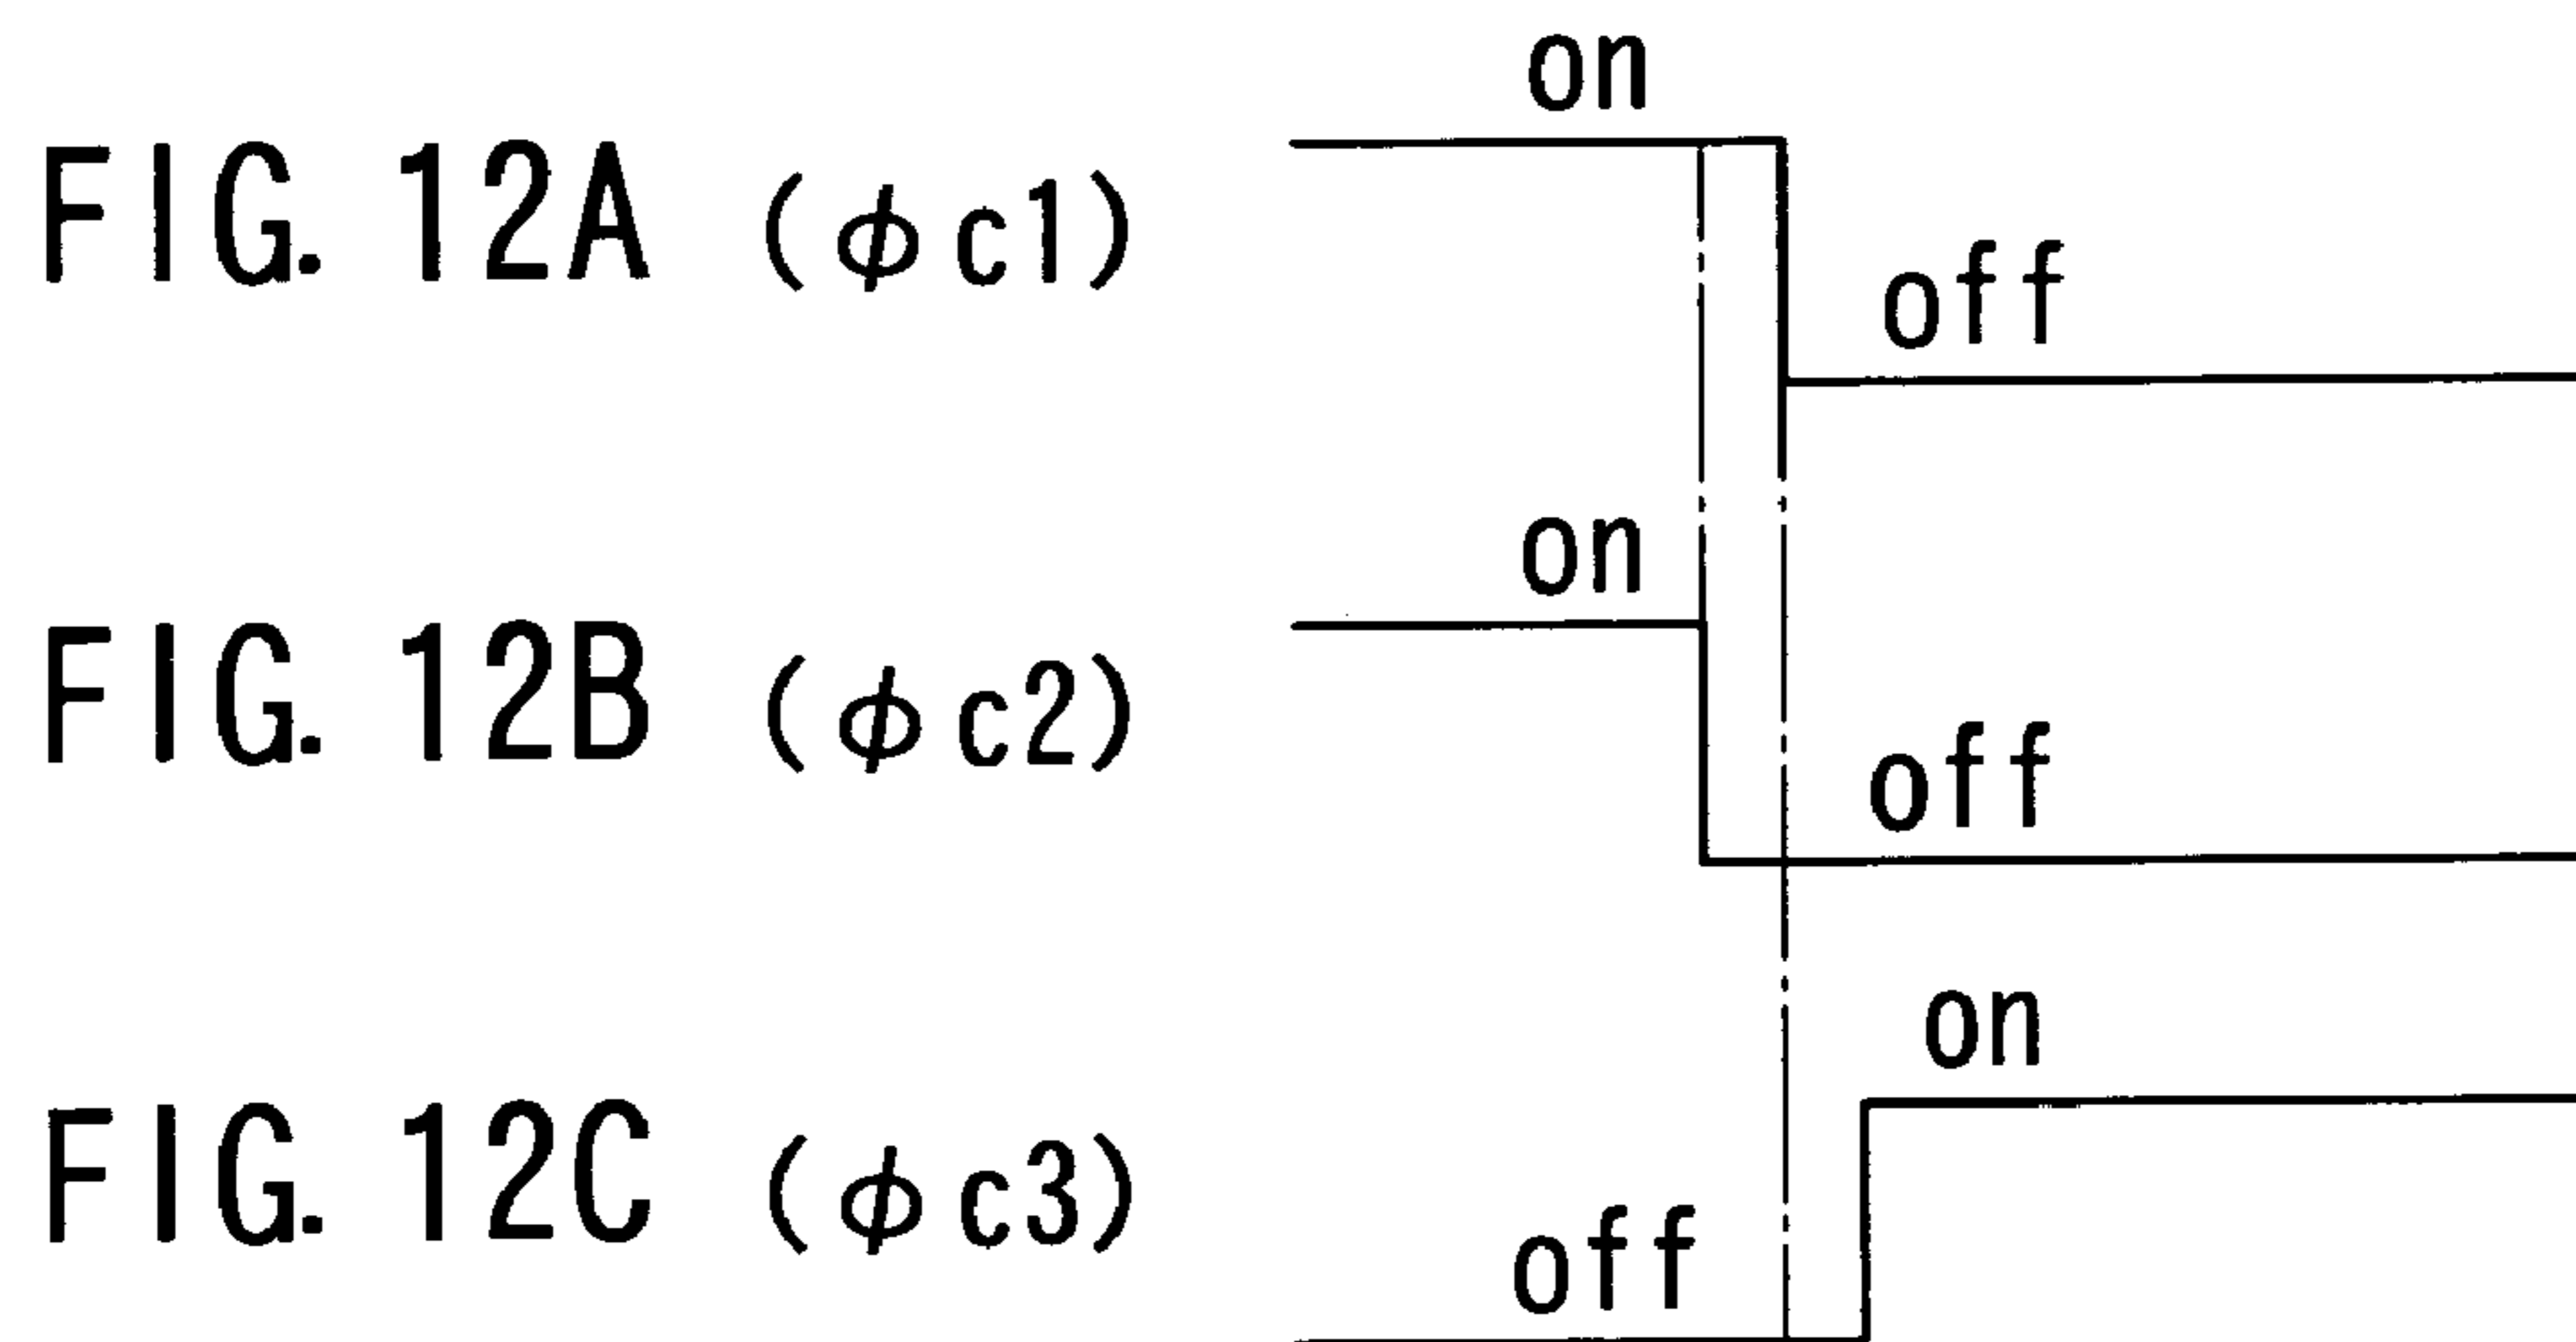 on
FIG. 12A (φc1)
off
on
FIG. 12B (φc2)
off
on
FIG. 12C (φc3)
off